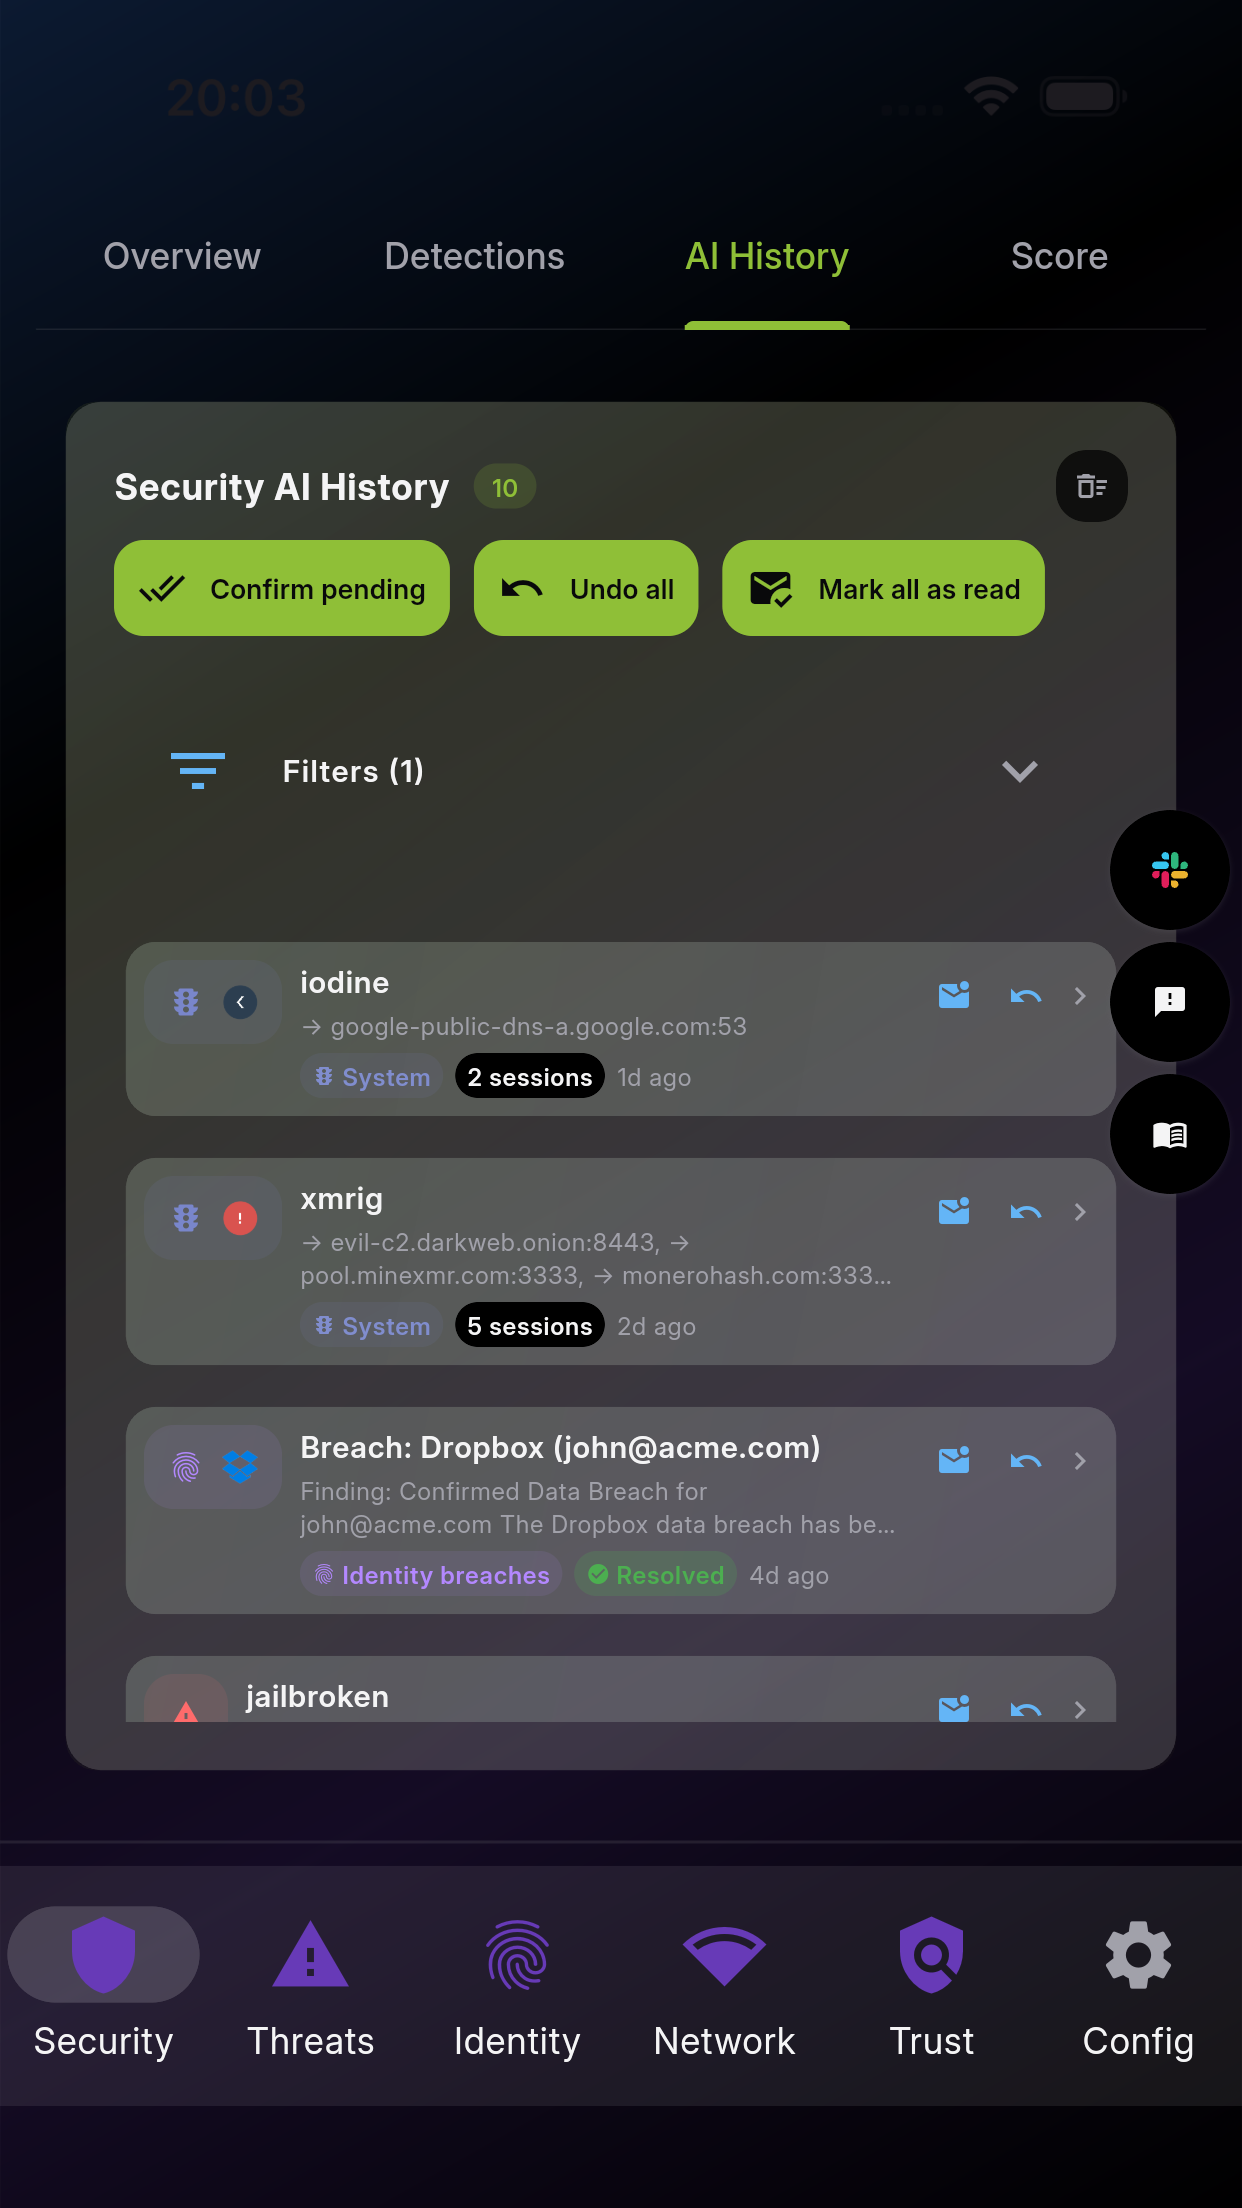 20:03
Overview Detections AI History Score
Security AI History 10
Confirm pending Undo all Mark all as read
Filters (1)
iodine
→ google-public-dns-a.google.com:53
System 2 sessions 1d ago
xmrig
→ evil-c2.darkweb.onion:8443, →
pool.minexmr.com:3333, → monerohash.com:333...
System 5 sessions 2d ago
Breach: Dropbox (john@acme.com)
Finding: Confirmed Data Breach for
john@acme.com The Dropbox data breach has be...
Identity breaches Resolved 4d ago
jailbroken
Security Threats Identity Network Trust Config